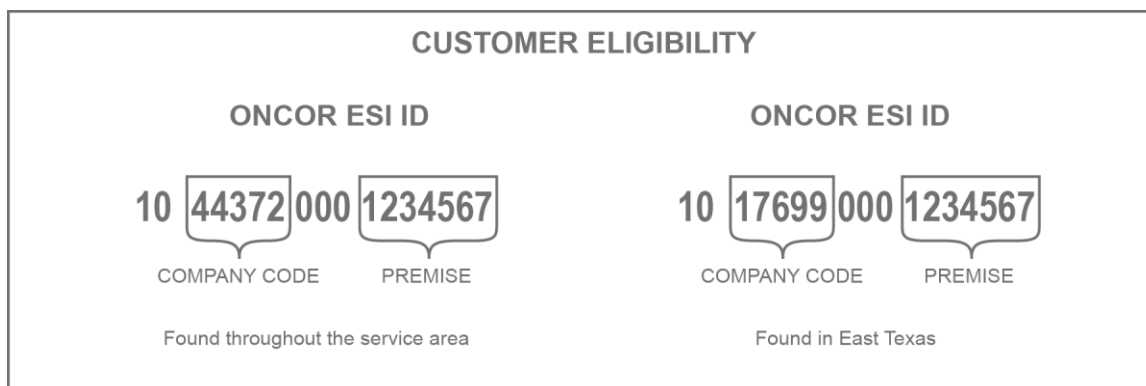 CUSTOMER ELIGIBILITY
ONCOR ESI ID
10 44372 000 1234567
COMPANY CODE PREMISE
Found throughout the service area
ONCOR ESI ID
10 17699 000 1234567
COMPANY CODE PREMISE
Found in East Texas